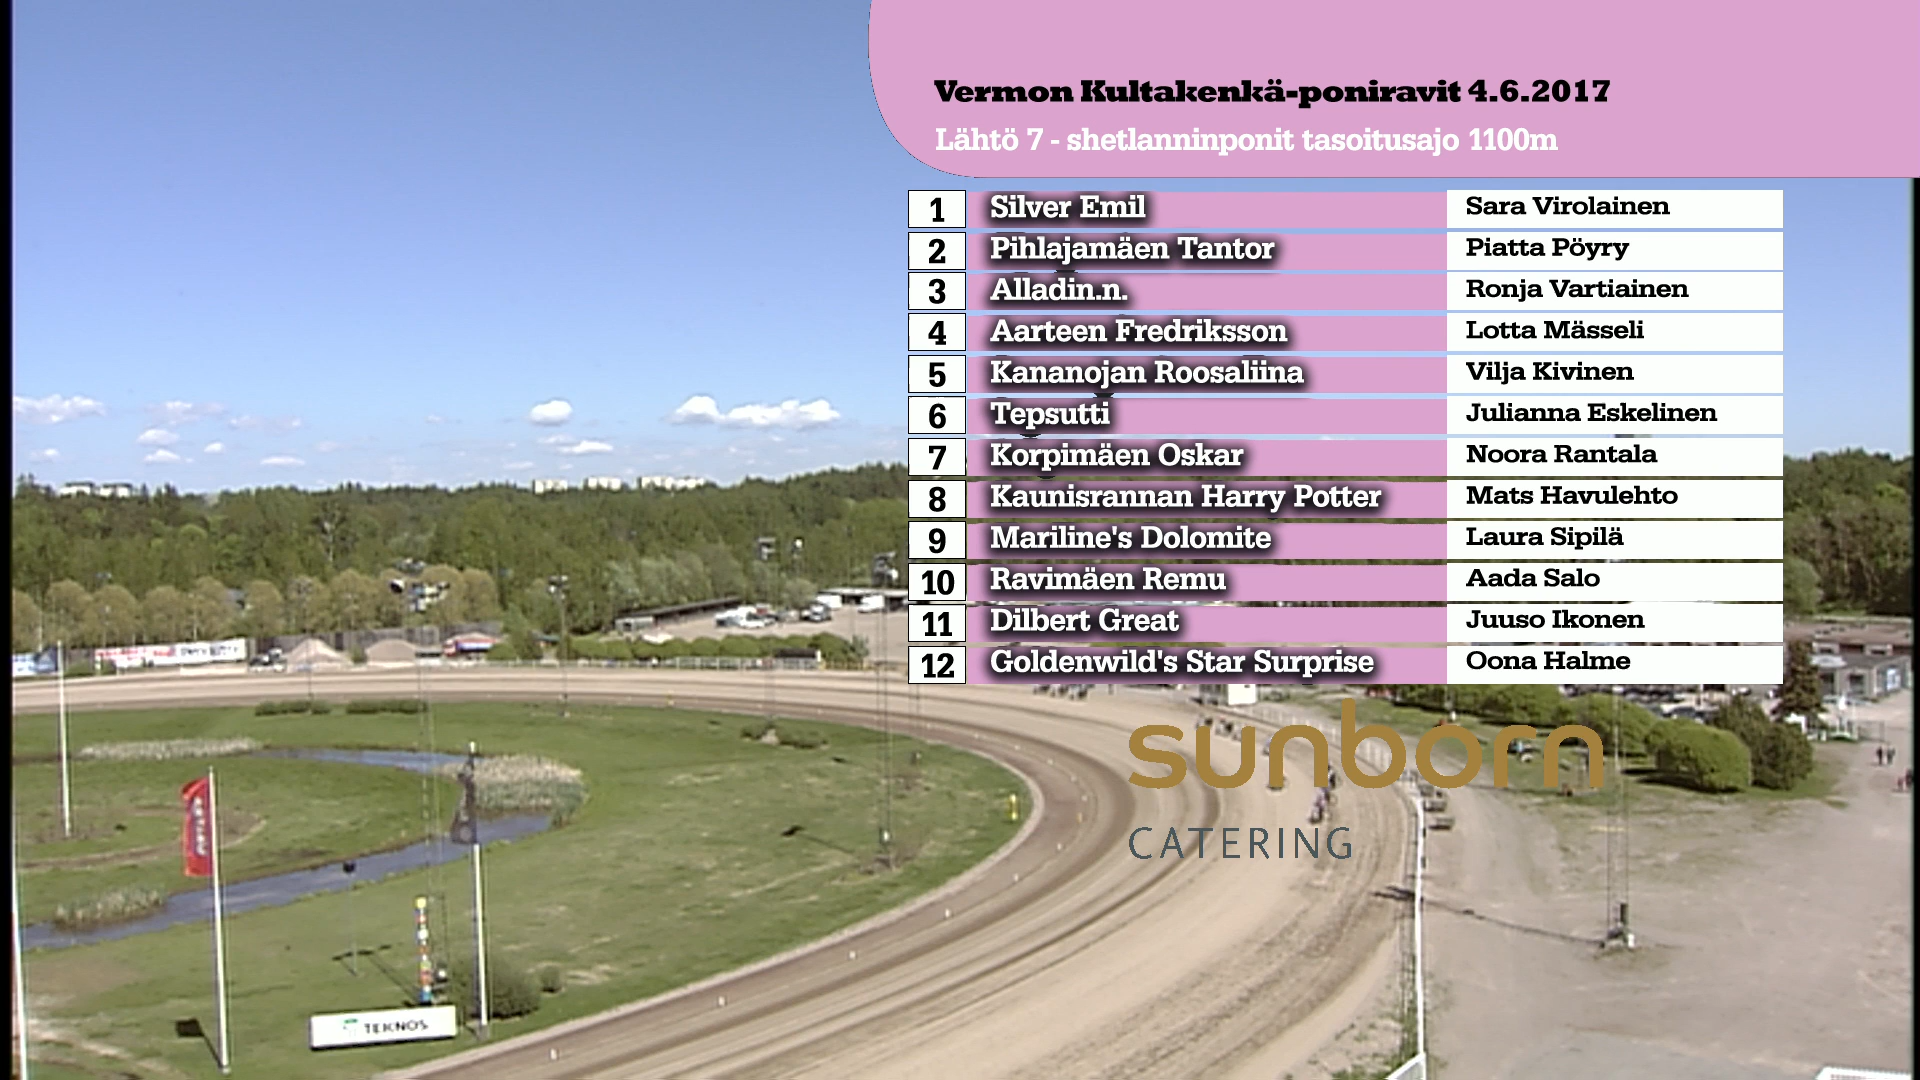 Vermon Kultakenkä-poniravit 4.6.2017
Lähtö 7 - shetlanninponit tasoitusajo 1100m
1 Silver Emil Sara Virolainen
2 Pihlajamäen Tantor Piatta Pöyry
3 Alladin.n. Ronja Vartiainen
4 Aarteen Fredriksson Lotta Mässeli
5 Kananojan Roosaliina Vilja Kivinen
6 Tepsutti Julianna Eskelinen
7 Korpimäen Oskar Noora Rantala
8 Kaunisrannan Harry Potter Mats Havulehto
9 Mariline's Dolomite Laura Sipilä
10 Ravimäen Remu Aada Salo
11 Dilbert Great Juuso Ikonen
12 Goldenwild's Star Surprise Oona Halme
sunborn
CATERING
TEKNOS